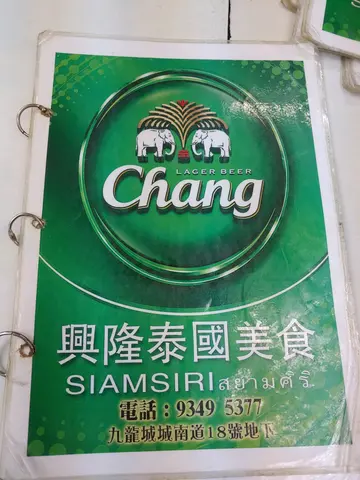 LAGER BEER
Chang
興隆泰國美食
SIAMSIRI สยามศิริ
電話：9349 5377
九龍城城南道18號地下